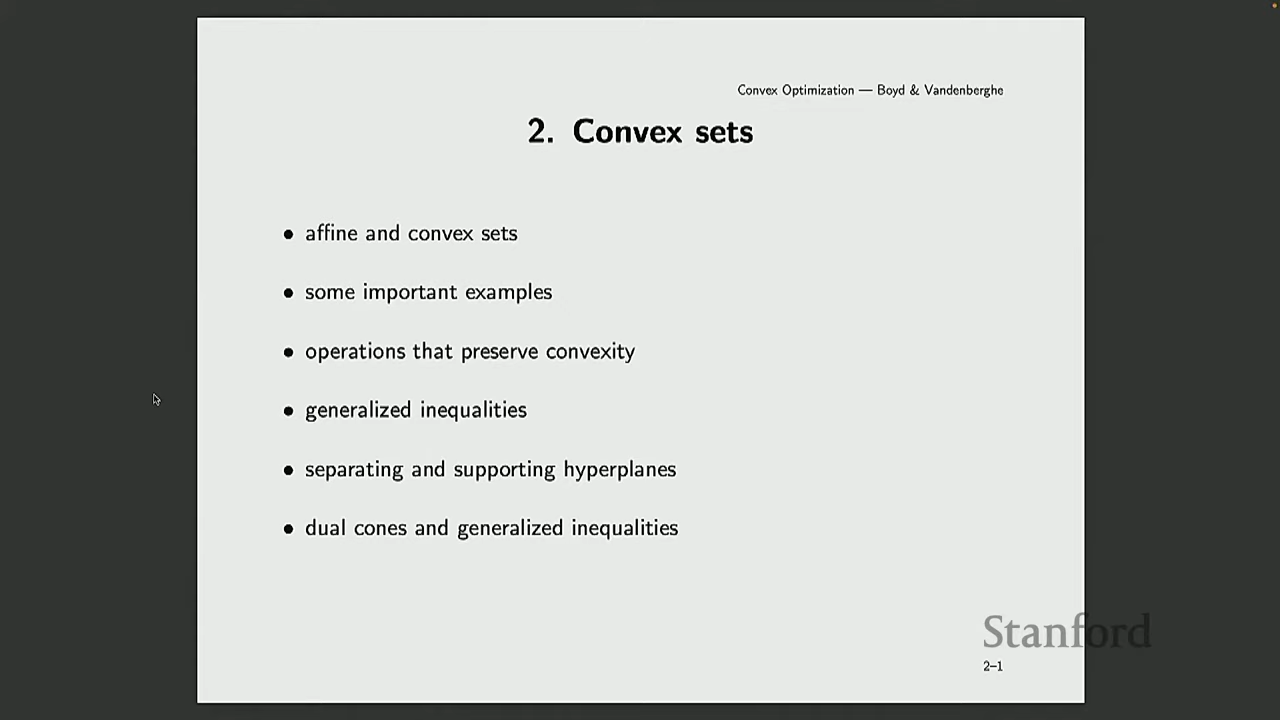 Convex Optimization — Boyd & Vandenberghe
2. Convex sets
• affine and convex sets
• some important examples
• operations that preserve convexity
• generalized inequalities
• separating and supporting hyperplanes
• dual cones and generalized inequalities
Stanford
2–1